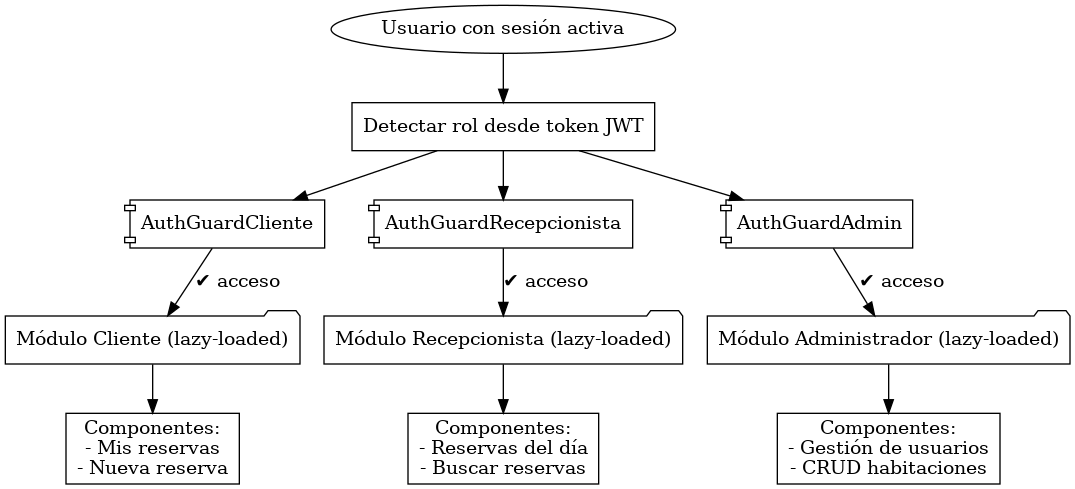 Usuario con sesión activa
Detectar rol desde token JWT
AuthGuardCliente
AuthGuardRecepcionista
AuthGuardAdmin
✔ acceso
✔ acceso
✔ acceso
Módulo Cliente (lazy-loaded)
Módulo Recepcionista (lazy-loaded)
Módulo Administrador (lazy-loaded)
Componentes:
- Mis reservas
- Nueva reserva
Componentes:
- Reservas del día
- Buscar reservas
Componentes:
- Gestión de usuarios
- CRUD habitaciones